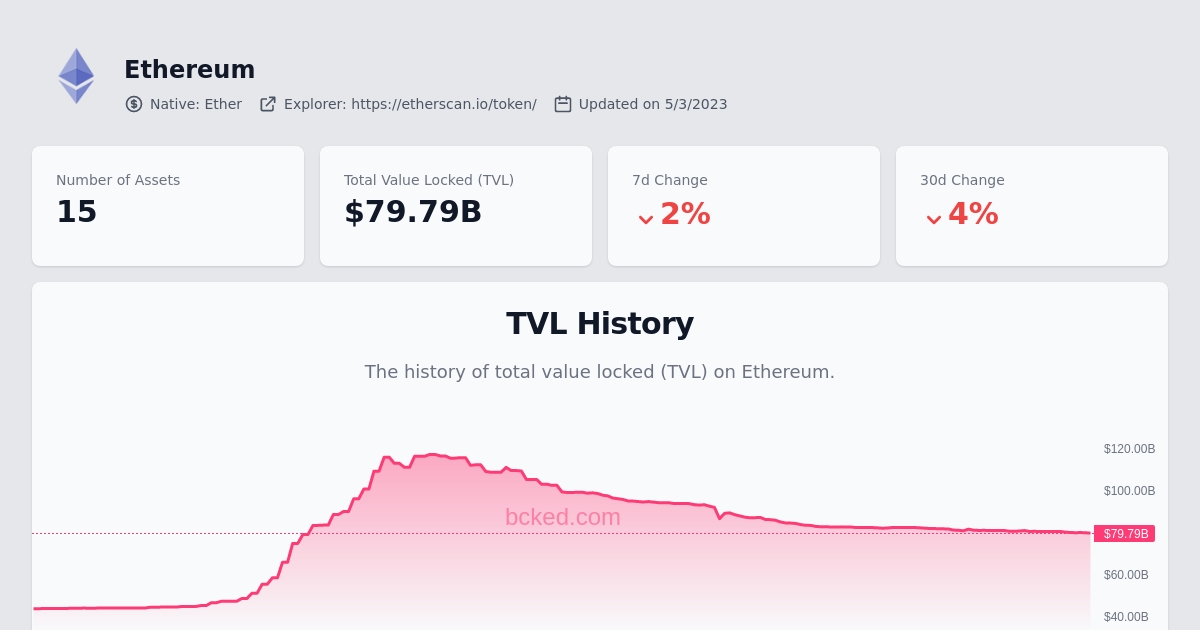 Ethereum
Native: Ether Explorer: https://etherscan.io/token/ Updated on 5/3/2023
Number of Assets
15
Total Value Locked (TVL)
$79.79B
7d Change
2%
30d Change
4%
TVL History
The history of total value locked (TVL) on Ethereum.
$120.00B
$100.00B
bcked.com
$79.79B
$60.00B
$40.00B